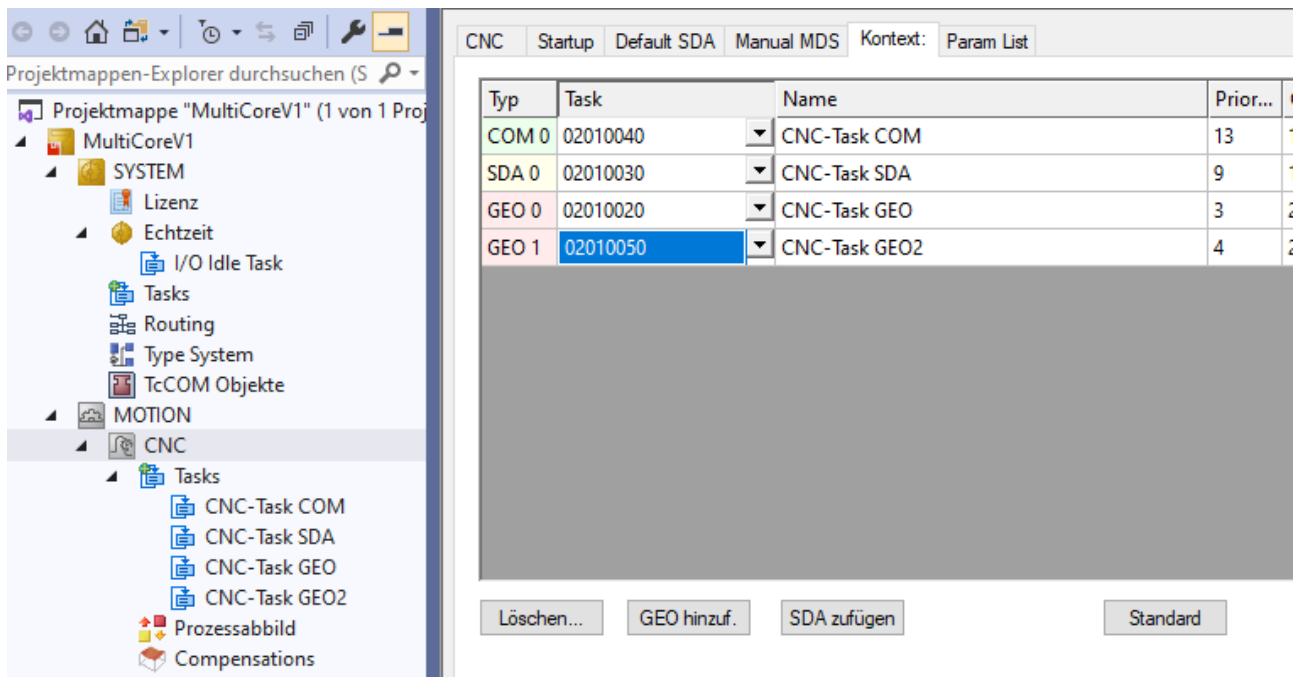 CNC Startup Default SDA Manual MDS Kontext: Param List
Projektmappen-Explorer durchsuchen (S
Projektmappe "MultiCoreV1" (1 von 1 Proj
MultiCoreV1
SYSTEM
Lizenz
Echtzeit
I/O Idle Task
Tasks
Routing
Type System
TcCOM Objekte
MOTION
CNC
Tasks
CNC-Task COM
CNC-Task SDA
CNC-Task GEO
CNC-Task GEO2
Prozessabbild
Compensations
Typ Task Name Prior...
COM 0 02010040 CNC-Task COM 13
SDA 0 02010030 CNC-Task SDA 9
GEO 0 02010020 CNC-Task GEO 3
GEO 1 02010050 CNC-Task GEO2 4
Löschen... GEO hinzuf. SDA zufügen Standard